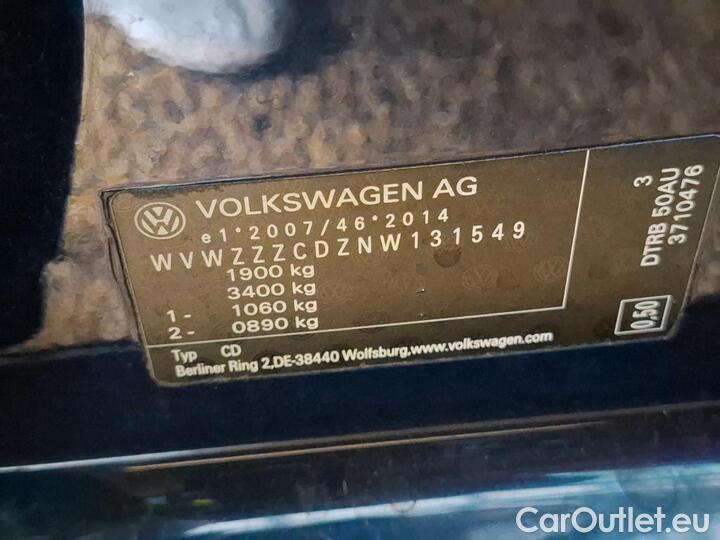 VOLKSWAGEN AG
e1*2007/46*2014
WVWZZZCDZNW131549
1900 kg
3400 kg
1- 1060 kg
2- 0890 kg
Typ CD
Berliner Ring 2,DE-38440 Wolfsburg,www.volkswagen.com
3
DTRB 50AU
3710476
0,50
CarOutlet.eu